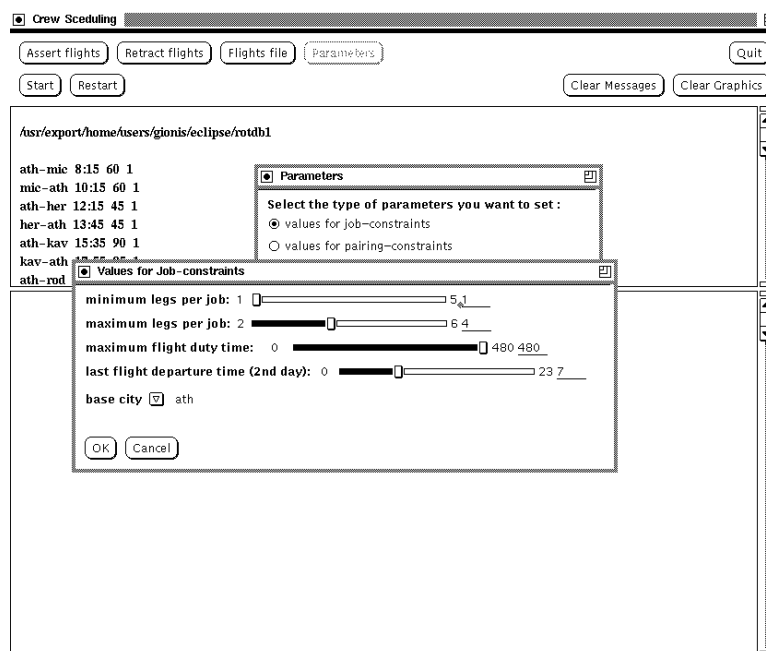 Crew Sceduling
Assert flights Retract flights Flights file Parameters Quit
Start Restart Clear Messages Clear Graphics
/usr/export/home/users/gionis/eclipse/rotdb1
ath-mic 8:15 60 1
mic-ath 10:15 60 1
ath-her 12:15 45 1
her-ath 13:45 45 1
ath-kav 15:35 90 1
kav-ath
ath-rod
Parameters
Select the type of parameters you want to set :
values for job-constraints
values for pairing-constraints
Values for Job-constraints
minimum legs per job: 1 5 1
maximum legs per job: 2 6 4
maximum flight duty time: 0 480 480
last flight departure time (2nd day): 0 23 7
base city ath
OK Cancel